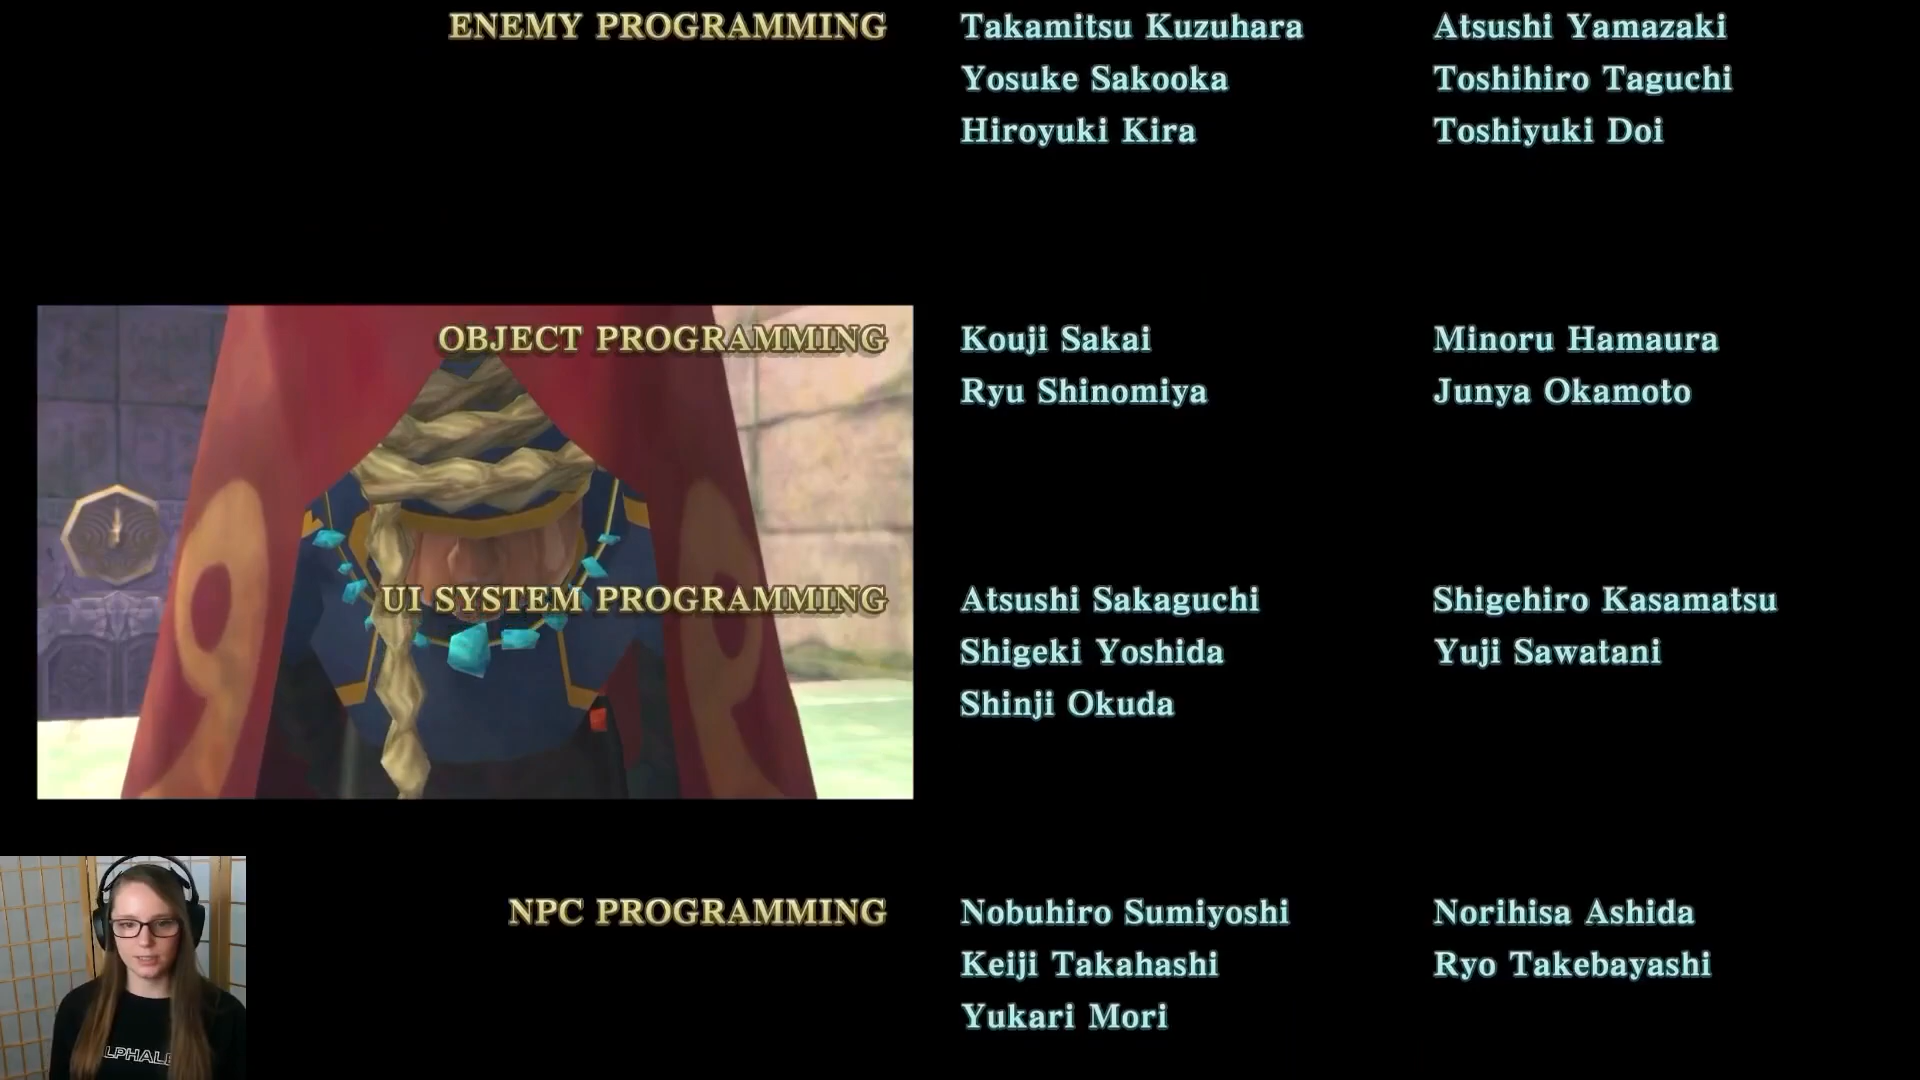 ENEMY PROGRAMMING Takamitsu Kuzuhara Atsushi Yamazaki
Yosuke Sakooka Toshihiro Taguchi
Hiroyuki Kira Toshiyuki Doi
OBJECT PROGRAMMING Kouji Sakai Minoru Hamaura
Ryu Shinomiya Junya Okamoto
UI SYSTEM PROGRAMMING Atsushi Sakaguchi Shigehiro Kasamatsu
Shigeki Yoshida Yuji Sawatani
Shinji Okuda
NPC PROGRAMMING Nobuhiro Sumiyoshi Norihisa Ashida
Keiji Takahashi Ryo Takebayashi
Yukari Mori